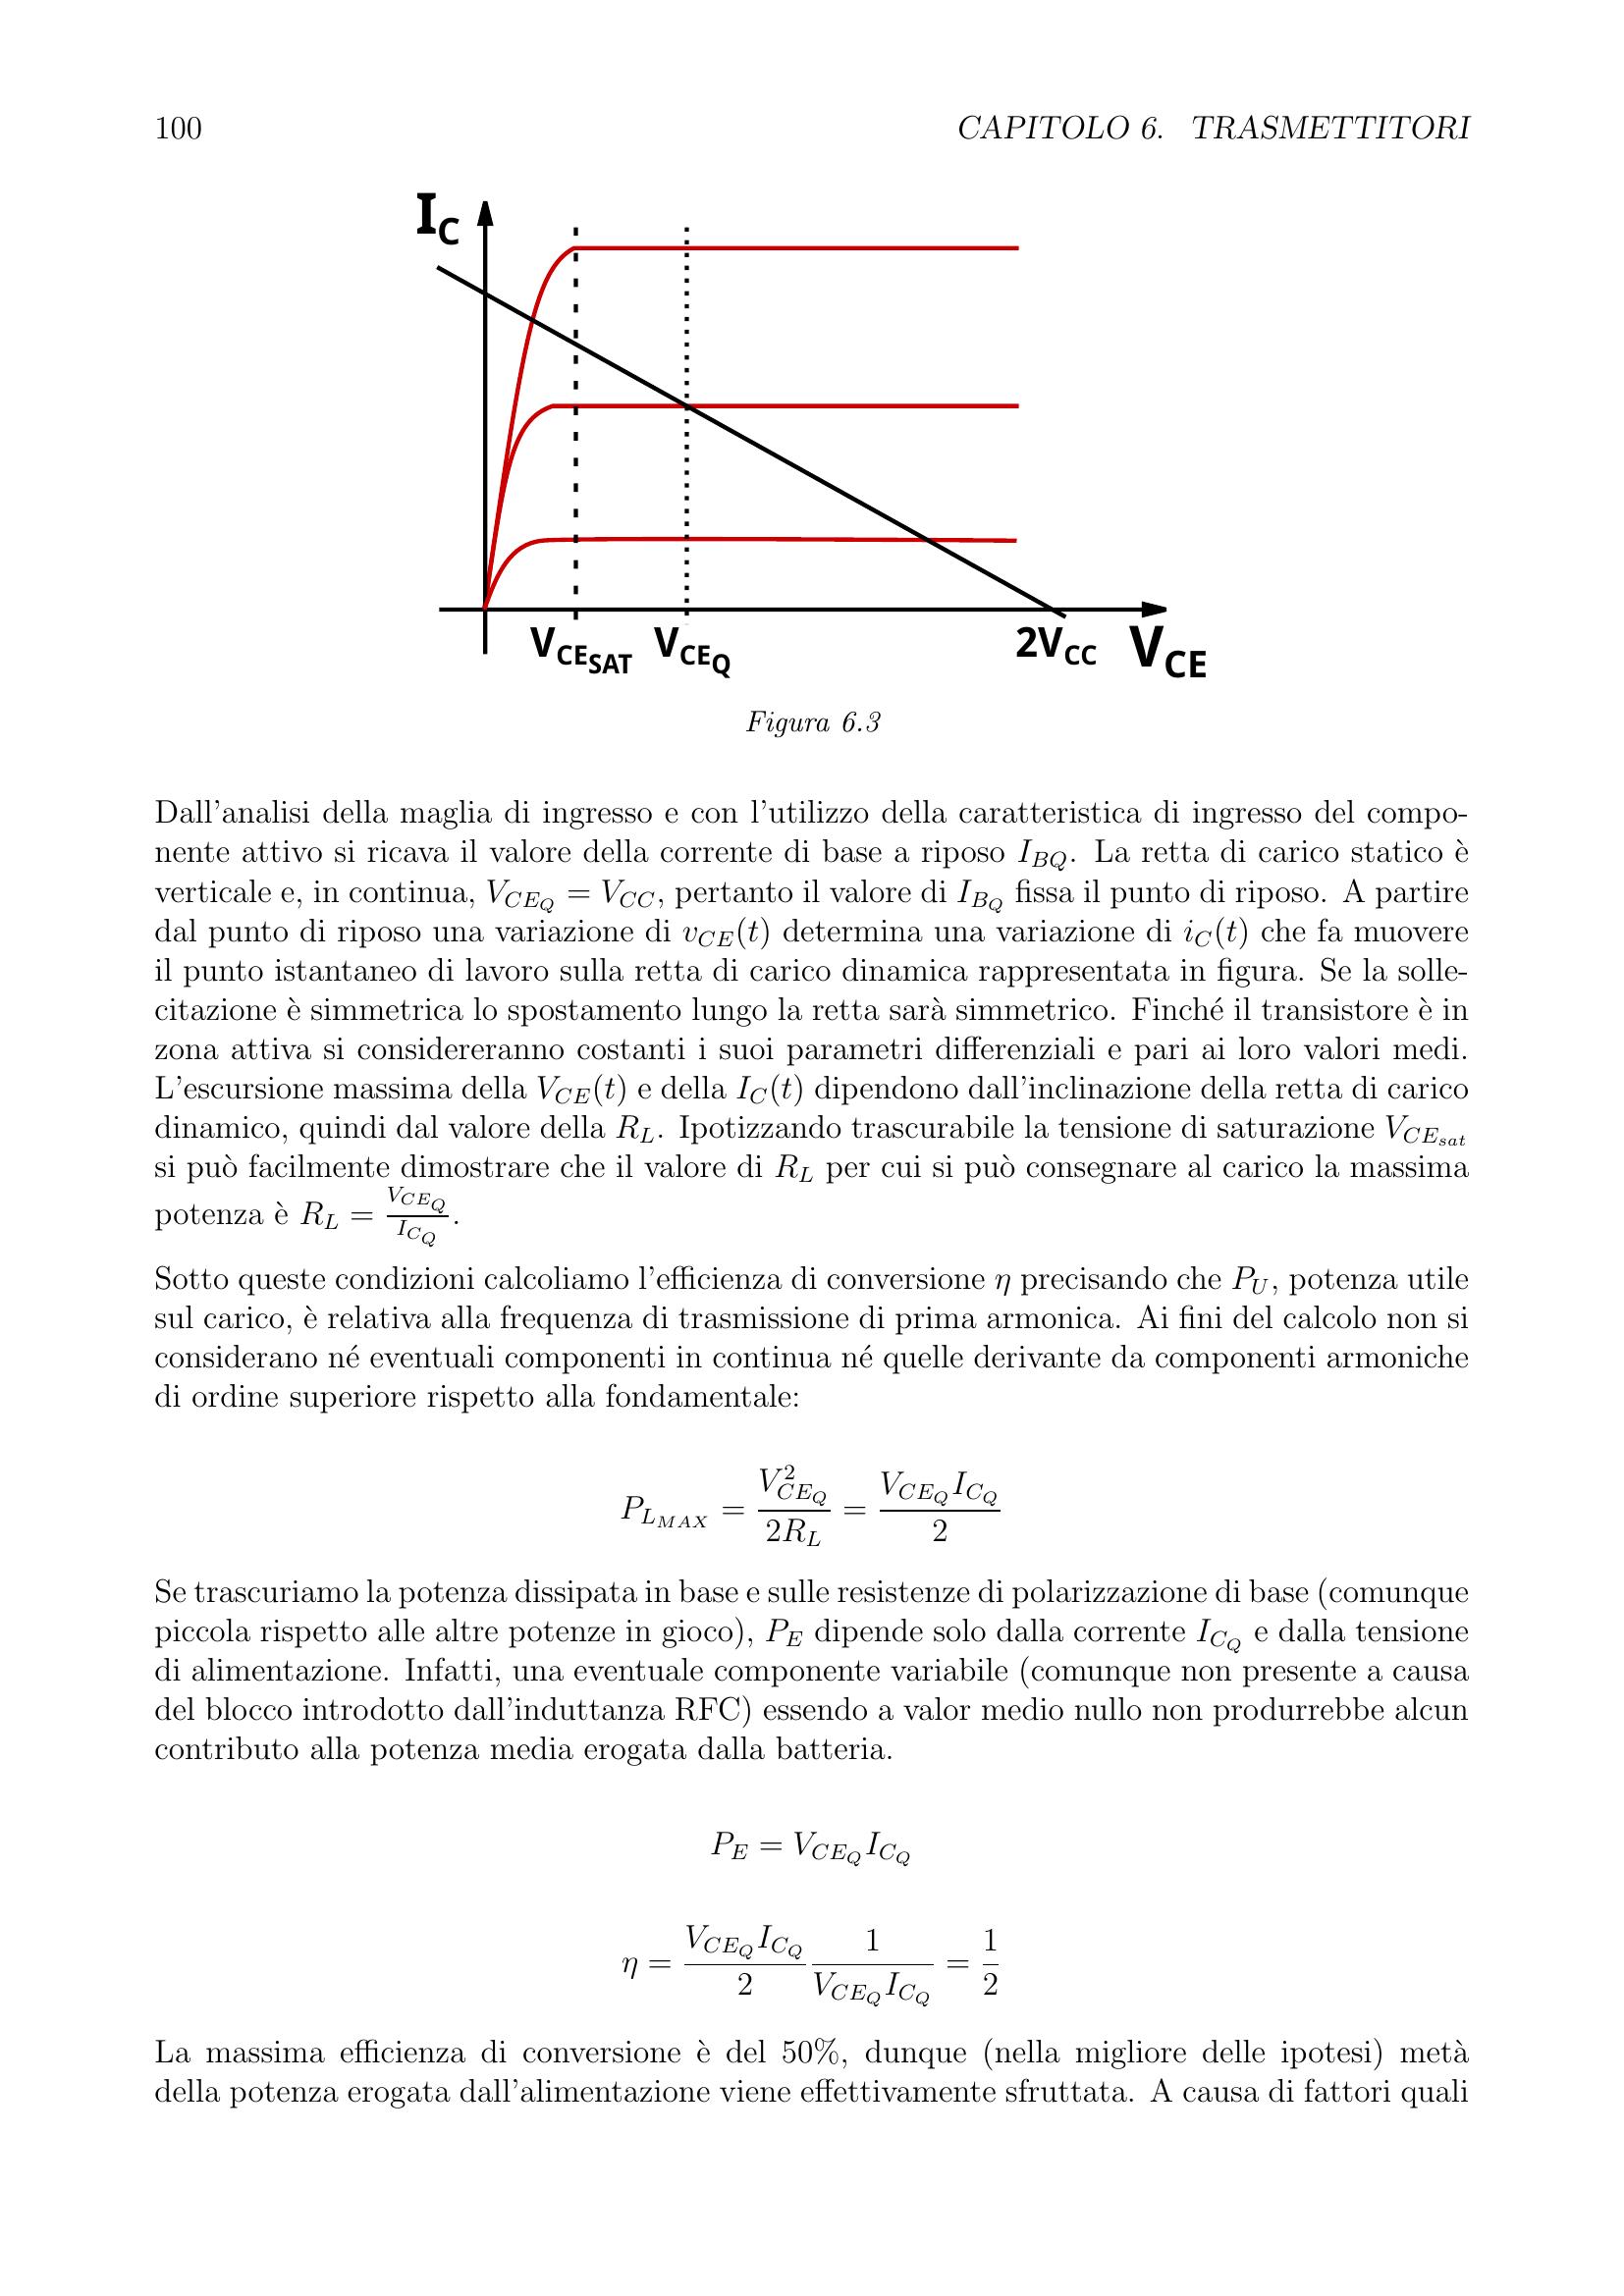 100 CAPITOLO 6. TRASMETTITORI
I_C
V_{CE_{SAT}} V_{CE_Q} 2V_{CC} V_{CE}
Figura 6.3
Dall'analisi della maglia di ingresso e con l'utilizzo della caratteristica di ingresso del compo-
nente attivo si ricava il valore della corrente di base a riposo I_{BQ}. La retta di carico statico è
verticale e, in continua, V_{CE_Q} = V_{CC}, pertanto il valore di I_{B_Q} fissa il punto di riposo. A partire
dal punto di riposo una variazione di v_{CE}(t) determina una variazione di i_C(t) che fa muovere
il punto istantaneo di lavoro sulla retta di carico dinamica rappresentata in figura. Se la solle-
citazione è simmetrica lo spostamento lungo la retta sarà simmetrico. Finché il transistore è in
zona attiva si considereranno costanti i suoi parametri differenziali e pari ai loro valori medi.
L'escursione massima della V_{CE}(t) e della I_C(t) dipendono dall'inclinazione della retta di carico
dinamico, quindi dal valore della R_L. Ipotizzando trascurabile la tensione di saturazione V_{CE_{sat}}
si può facilmente dimostrare che il valore di R_L per cui si può consegnare al carico la massima
potenza è R_L = \frac{V_{CE_Q}}{I_{C_Q}}.
Sotto queste condizioni calcoliamo l'efficienza di conversione η precisando che P_U, potenza utile
sul carico, è relativa alla frequenza di trasmissione di prima armonica. Ai fini del calcolo non si
considerano né eventuali componenti in continua né quelle derivante da componenti armoniche
di ordine superiore rispetto alla fondamentale:
P_{L_{MAX}} = \frac{V_{CE_Q}^2}{2R_L} = \frac{V_{CE_Q} I_{C_Q}}{2}
Se trascuriamo la potenza dissipata in base e sulle resistenze di polarizzazione di base (comunque
piccola rispetto alle altre potenze in gioco), P_E dipende solo dalla corrente I_{C_Q} e dalla tensione
di alimentazione. Infatti, una eventuale componente variabile (comunque non presente a causa
del blocco introdotto dall'induttanza RFC) essendo a valor medio nullo non produrrebbe alcun
contributo alla potenza media erogata dalla batteria.
P_E = V_{CE_Q} I_{C_Q}
η = \frac{V_{CE_Q} I_{C_Q}}{2} \frac{1}{V_{CE_Q} I_{C_Q}} = \frac{1}{2}
La massima efficienza di conversione è del 50%, dunque (nella migliore delle ipotesi) metà
della potenza erogata dall'alimentazione viene effettivamente sfruttata. A causa di fattori quali